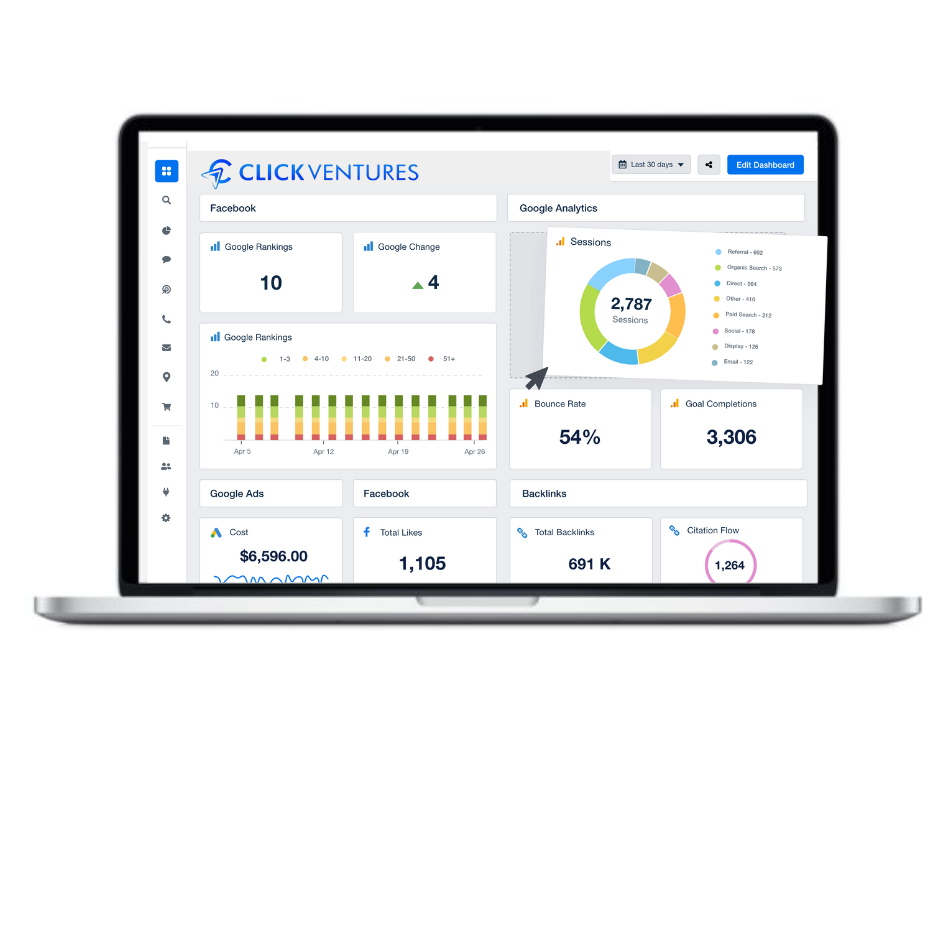 CLICKVENTURES
Last 30 days
Edit Dashboard
Facebook
Google Analytics
Google Rankings
10
Google Change
4
Sessions
2,787
Sessions
Referral - 602
Organic Search - 573
Direct - 504
Other - 410
Paid Search - 212
Social - 178
Display - 126
Email - 122
Google Rankings
1-3
4-10
11-20
21-50
51+
20
10
Apr 5
Apr 12
Apr 19
Apr 26
Bounce Rate
54%
Goal Completions
3,306
Google Ads
Facebook
Backlinks
Cost
$6,596.00
Total Likes
1,105
Total Backlinks
691 K
Citation Flow
1,264